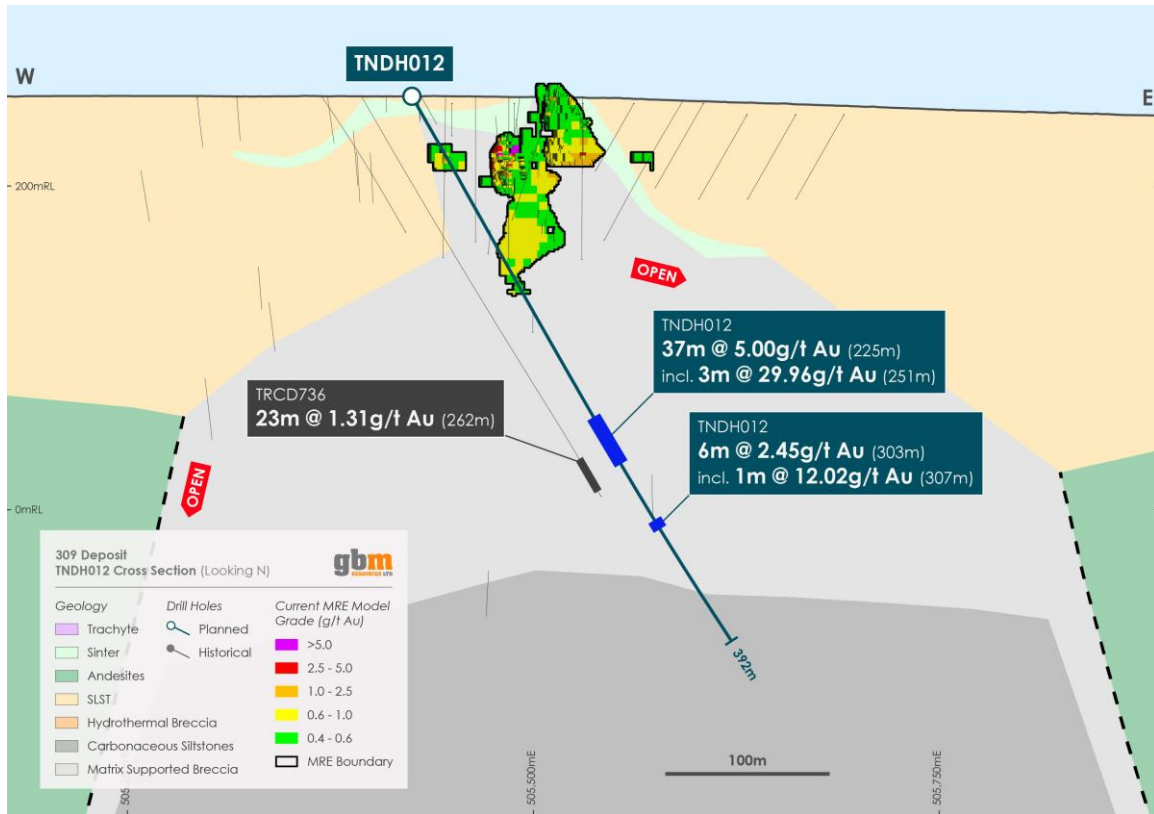 W
TNDH012
E
200mRL
OPEN
TNDH012
37m @ 5.00g/t Au (225m)
incl. 3m @ 29.96g/t Au (251m)
TRCD736
23m @ 1.31g/t Au (262m)
TNDH012
6m @ 2.45g/t Au (303m)
incl. 1m @ 12.02g/t Au (307m)
OPEN
0mRL
309 Deposit
TNDH012 Cross Section (Looking N)
gbm
RESOURCES LTD
Geology
Trachyte
Sinter
Andesites
SLST
Hydrothermal Breccia
Carbonaceous Siltstones
Matrix Supported Breccia
Drill Holes
Planned
Historical
Current MRE Model
Grade (g/t Au)
>5.0
2.5 - 5.0
1.0 - 2.5
0.6 - 1.0
0.4 - 0.6
MRE Boundary
392m
100m
505,500mE
505,750mE